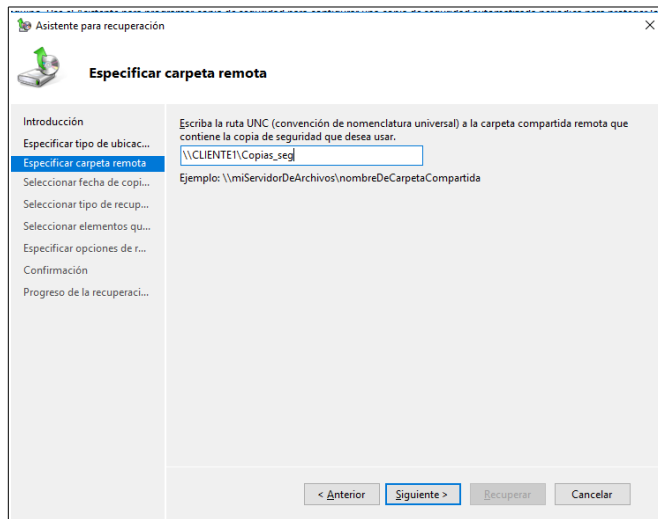 Asistente para recuperación
Especificar carpeta remota
Introducción
Especificar tipo de ubicac...
Especificar carpeta remota
Seleccionar fecha de copi...
Seleccionar tipo de recup...
Seleccionar elementos qu...
Especificar opciones de r...
Confirmación
Progreso de la recuperaci...
Escriba la ruta UNC (convención de nomenclatura universal) a la carpeta compartida remota que
contiene la copia de seguridad que desea usar.
\\CLIENTE1\Copias_seg
Ejemplo: \\miServidorDeArchivos\nombreDeCarpetaCompartida
< Anterior
Siguiente >
Recuperar
Cancelar